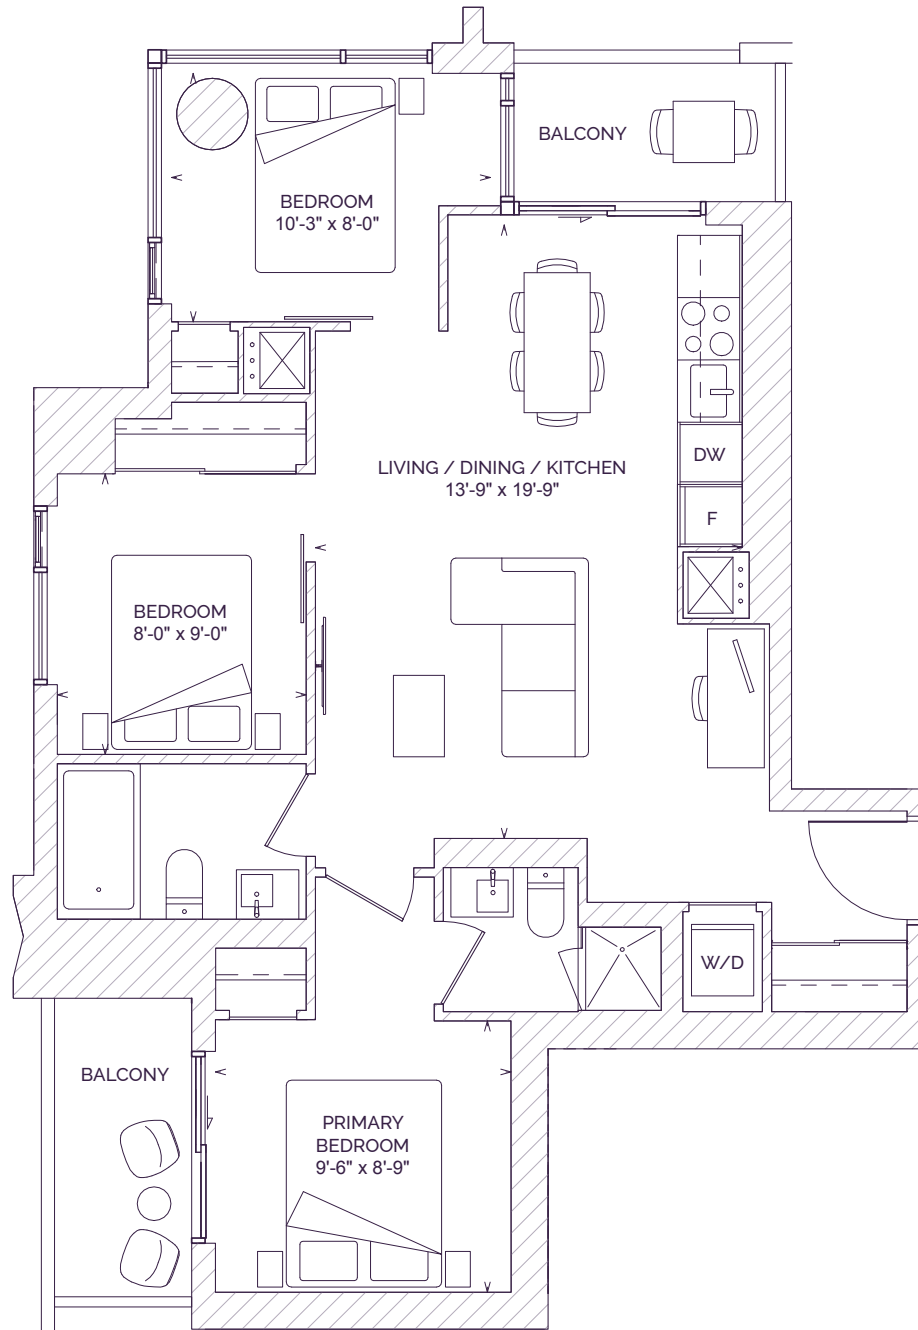 BALCONY
BEDROOM
10'-3" x 8'-0"
LIVING / DINING / KITCHEN
13'-9" x 19'-9"
DW
F
BEDROOM
8'-0" x 9'-0"
W/D
BALCONY
PRIMARY
BEDROOM
9'-6" x 8'-9"